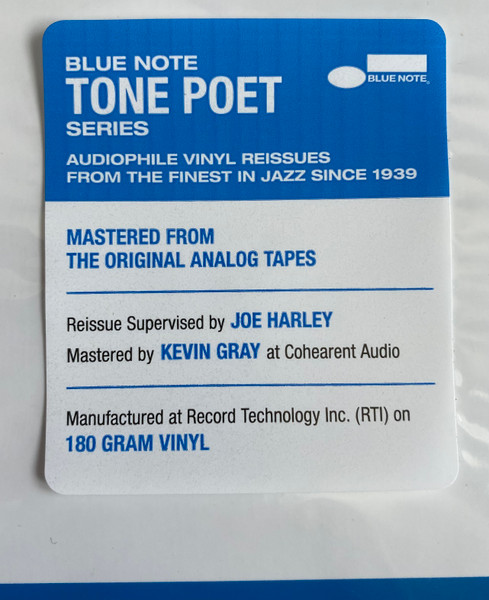 BLUE NOTE
TONE POET
SERIES
BLUE NOTE
AUDIOPHILE VINYL REISSUES
FROM THE FINEST IN JAZZ SINCE 1939
MASTERED FROM
THE ORIGINAL ANALOG TAPES
Reissue Supervised by JOE HARLEY
Mastered by KEVIN GRAY at Cohearent Audio
Manufactured at Record Technology Inc. (RTI) on
180 GRAM VINYL